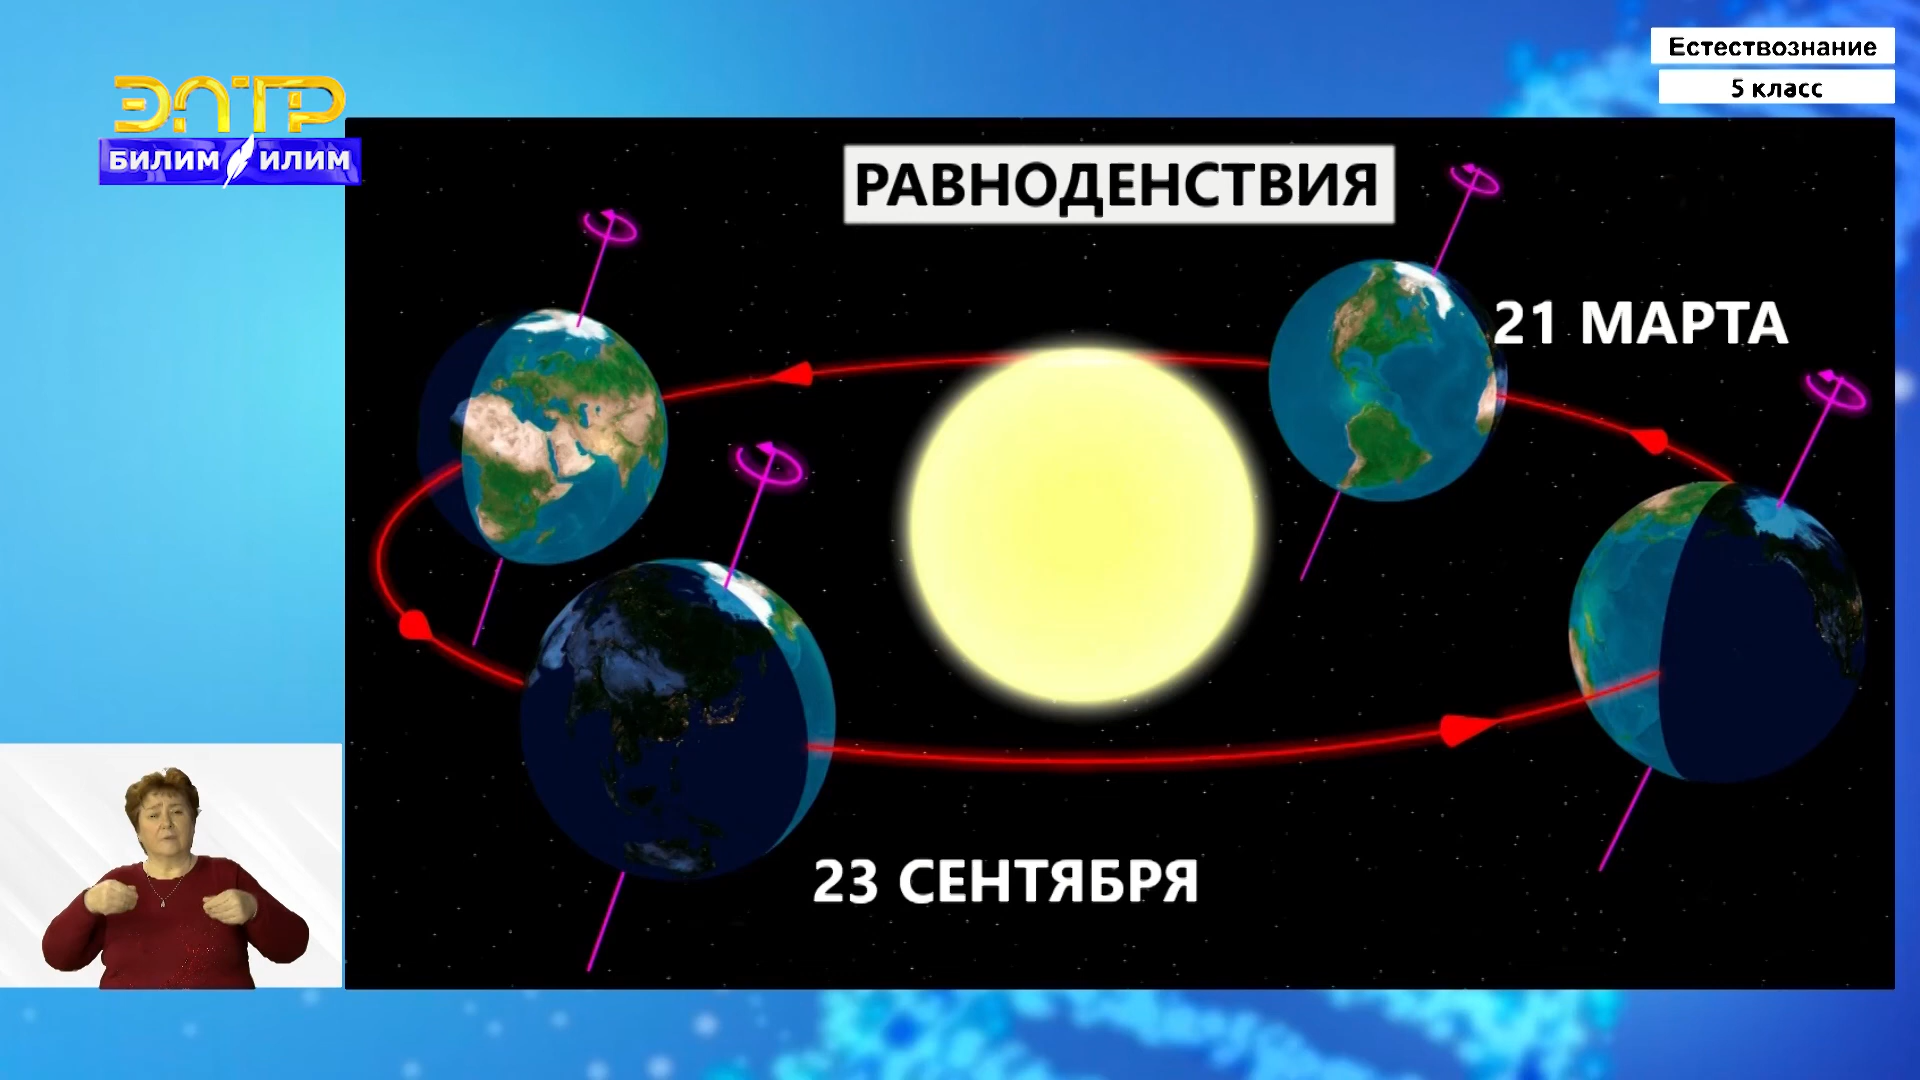 Естествознание
5 класс
ЭЛТР
БИЛИМ ИЛИМ
РАВНОДЕНСТВИЯ
21 МАРТА
23 СЕНТЯБРЯ